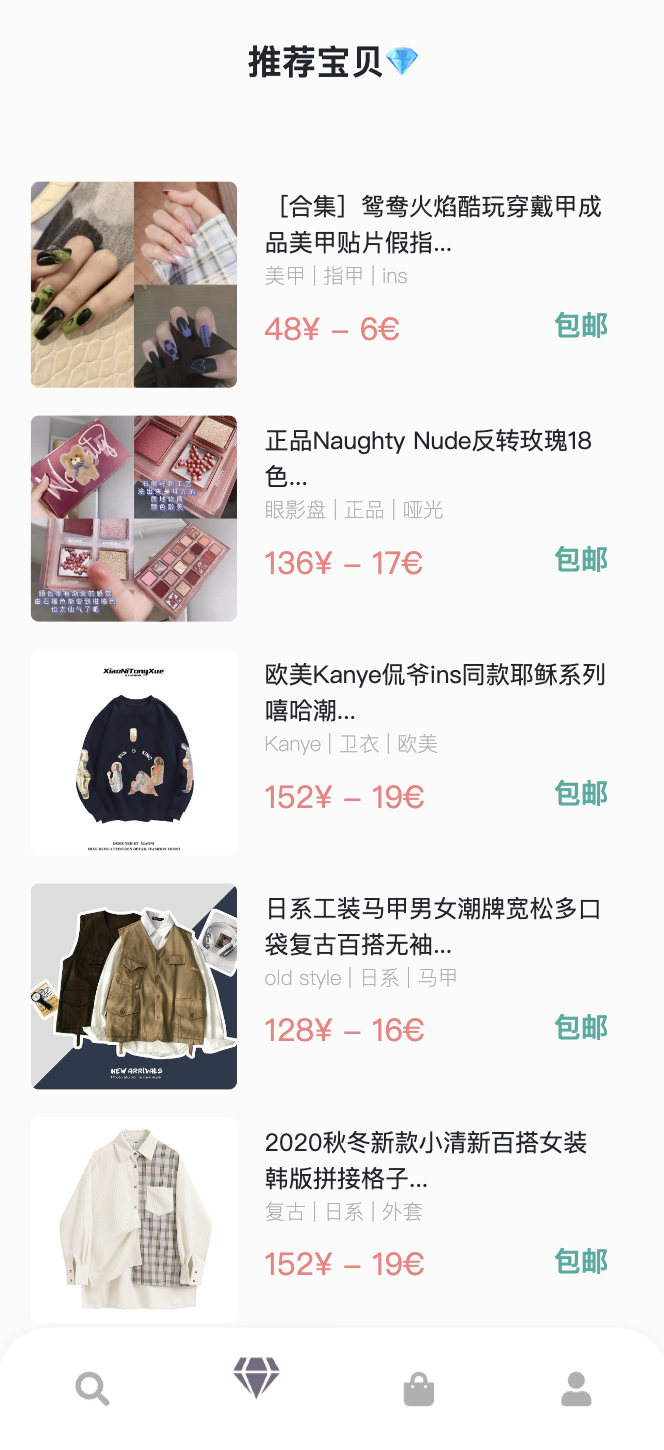 推荐宝贝💎
［合集］鸳鸯火焰酷玩穿戴甲成
品美甲贴片假指...
美甲 | 指甲 | ins
48¥ – 6€
包邮
正品Naughty Nude反转玫瑰18
色...
眼影盘 | 正品 | 哑光
136¥ – 17€
包邮
欧美Kanye侃爷ins同款耶稣系列
嘻哈潮...
Kanye | 卫衣 | 欧美
152¥ – 19€
包邮
XiaoNiTongXue
日系工装马甲男女潮牌宽松多口
袋复古百搭无袖...
old style | 日系 | 马甲
128¥ – 16€
包邮
NEW ARRIVALS
2020秋冬新款小清新百搭女装
韩版拼接格子...
复古 | 日系 | 外套
152¥ – 19€
包邮